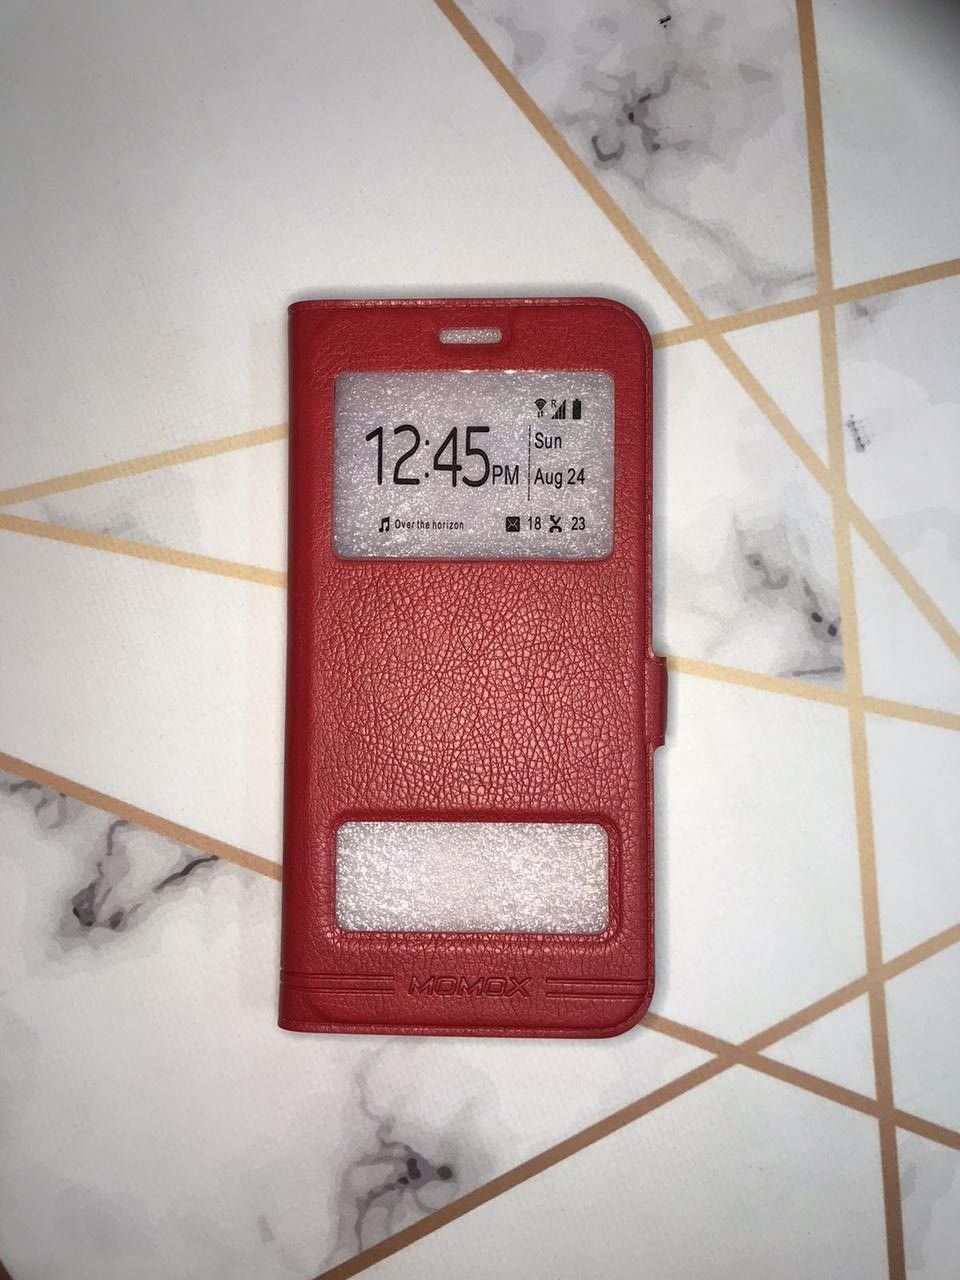 R
12:45PM
Sun
Aug 24
Over the horizon
18 23
MOMOX